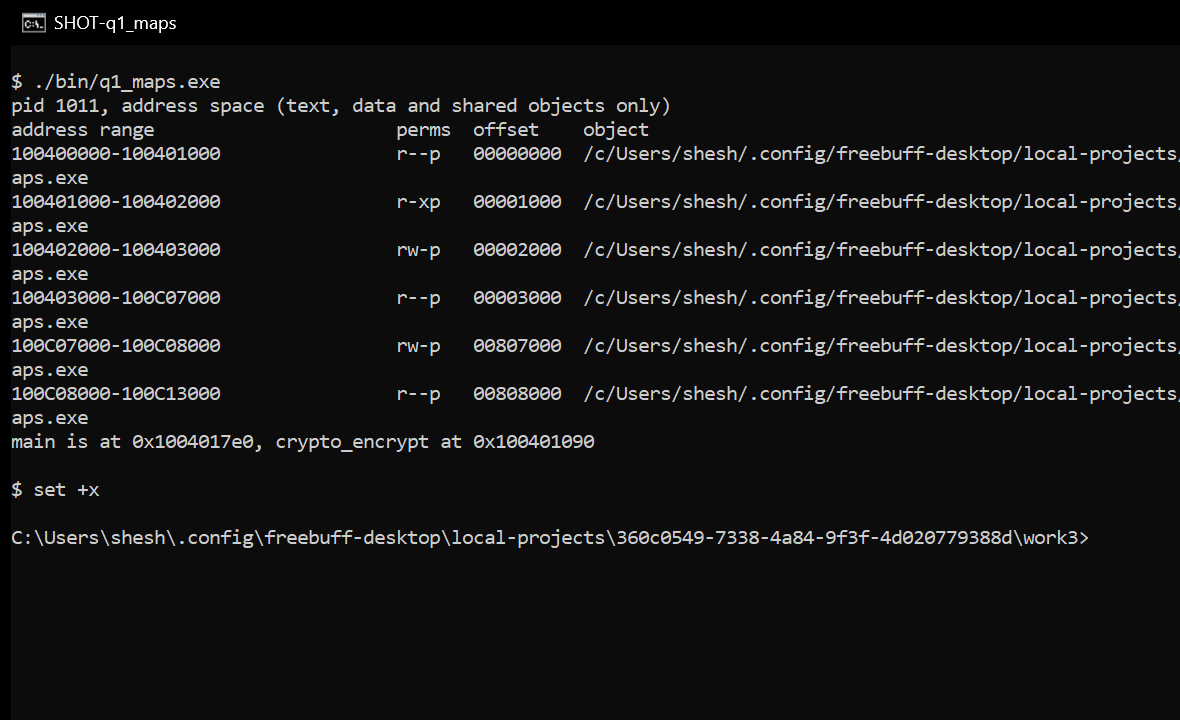 SHOT-q1_maps
$ ./bin/q1_maps.exe
pid 1011, address space (text, data and shared objects only)
address range                      perms  offset    object
100400000-100401000                r--p   00000000  /c/Users/shesh/.config/freebuff-desktop/local-projects/
aps.exe
100401000-100402000                r-xp   00001000  /c/Users/shesh/.config/freebuff-desktop/local-projects/
aps.exe
100402000-100403000                rw-p   00002000  /c/Users/shesh/.config/freebuff-desktop/local-projects/
aps.exe
100403000-100C07000                r--p   00003000  /c/Users/shesh/.config/freebuff-desktop/local-projects/
aps.exe
100C07000-100C08000                rw-p   00807000  /c/Users/shesh/.config/freebuff-desktop/local-projects/
aps.exe
100C08000-100C13000                r--p   00808000  /c/Users/shesh/.config/freebuff-desktop/local-projects/
aps.exe
main is at 0x1004017e0, crypto_encrypt at 0x100401090
$ set +x
C:\Users\shesh\.config\freebuff-desktop\local-projects\360c0549-7338-4a84-9f3f-4d020779388d\work3>